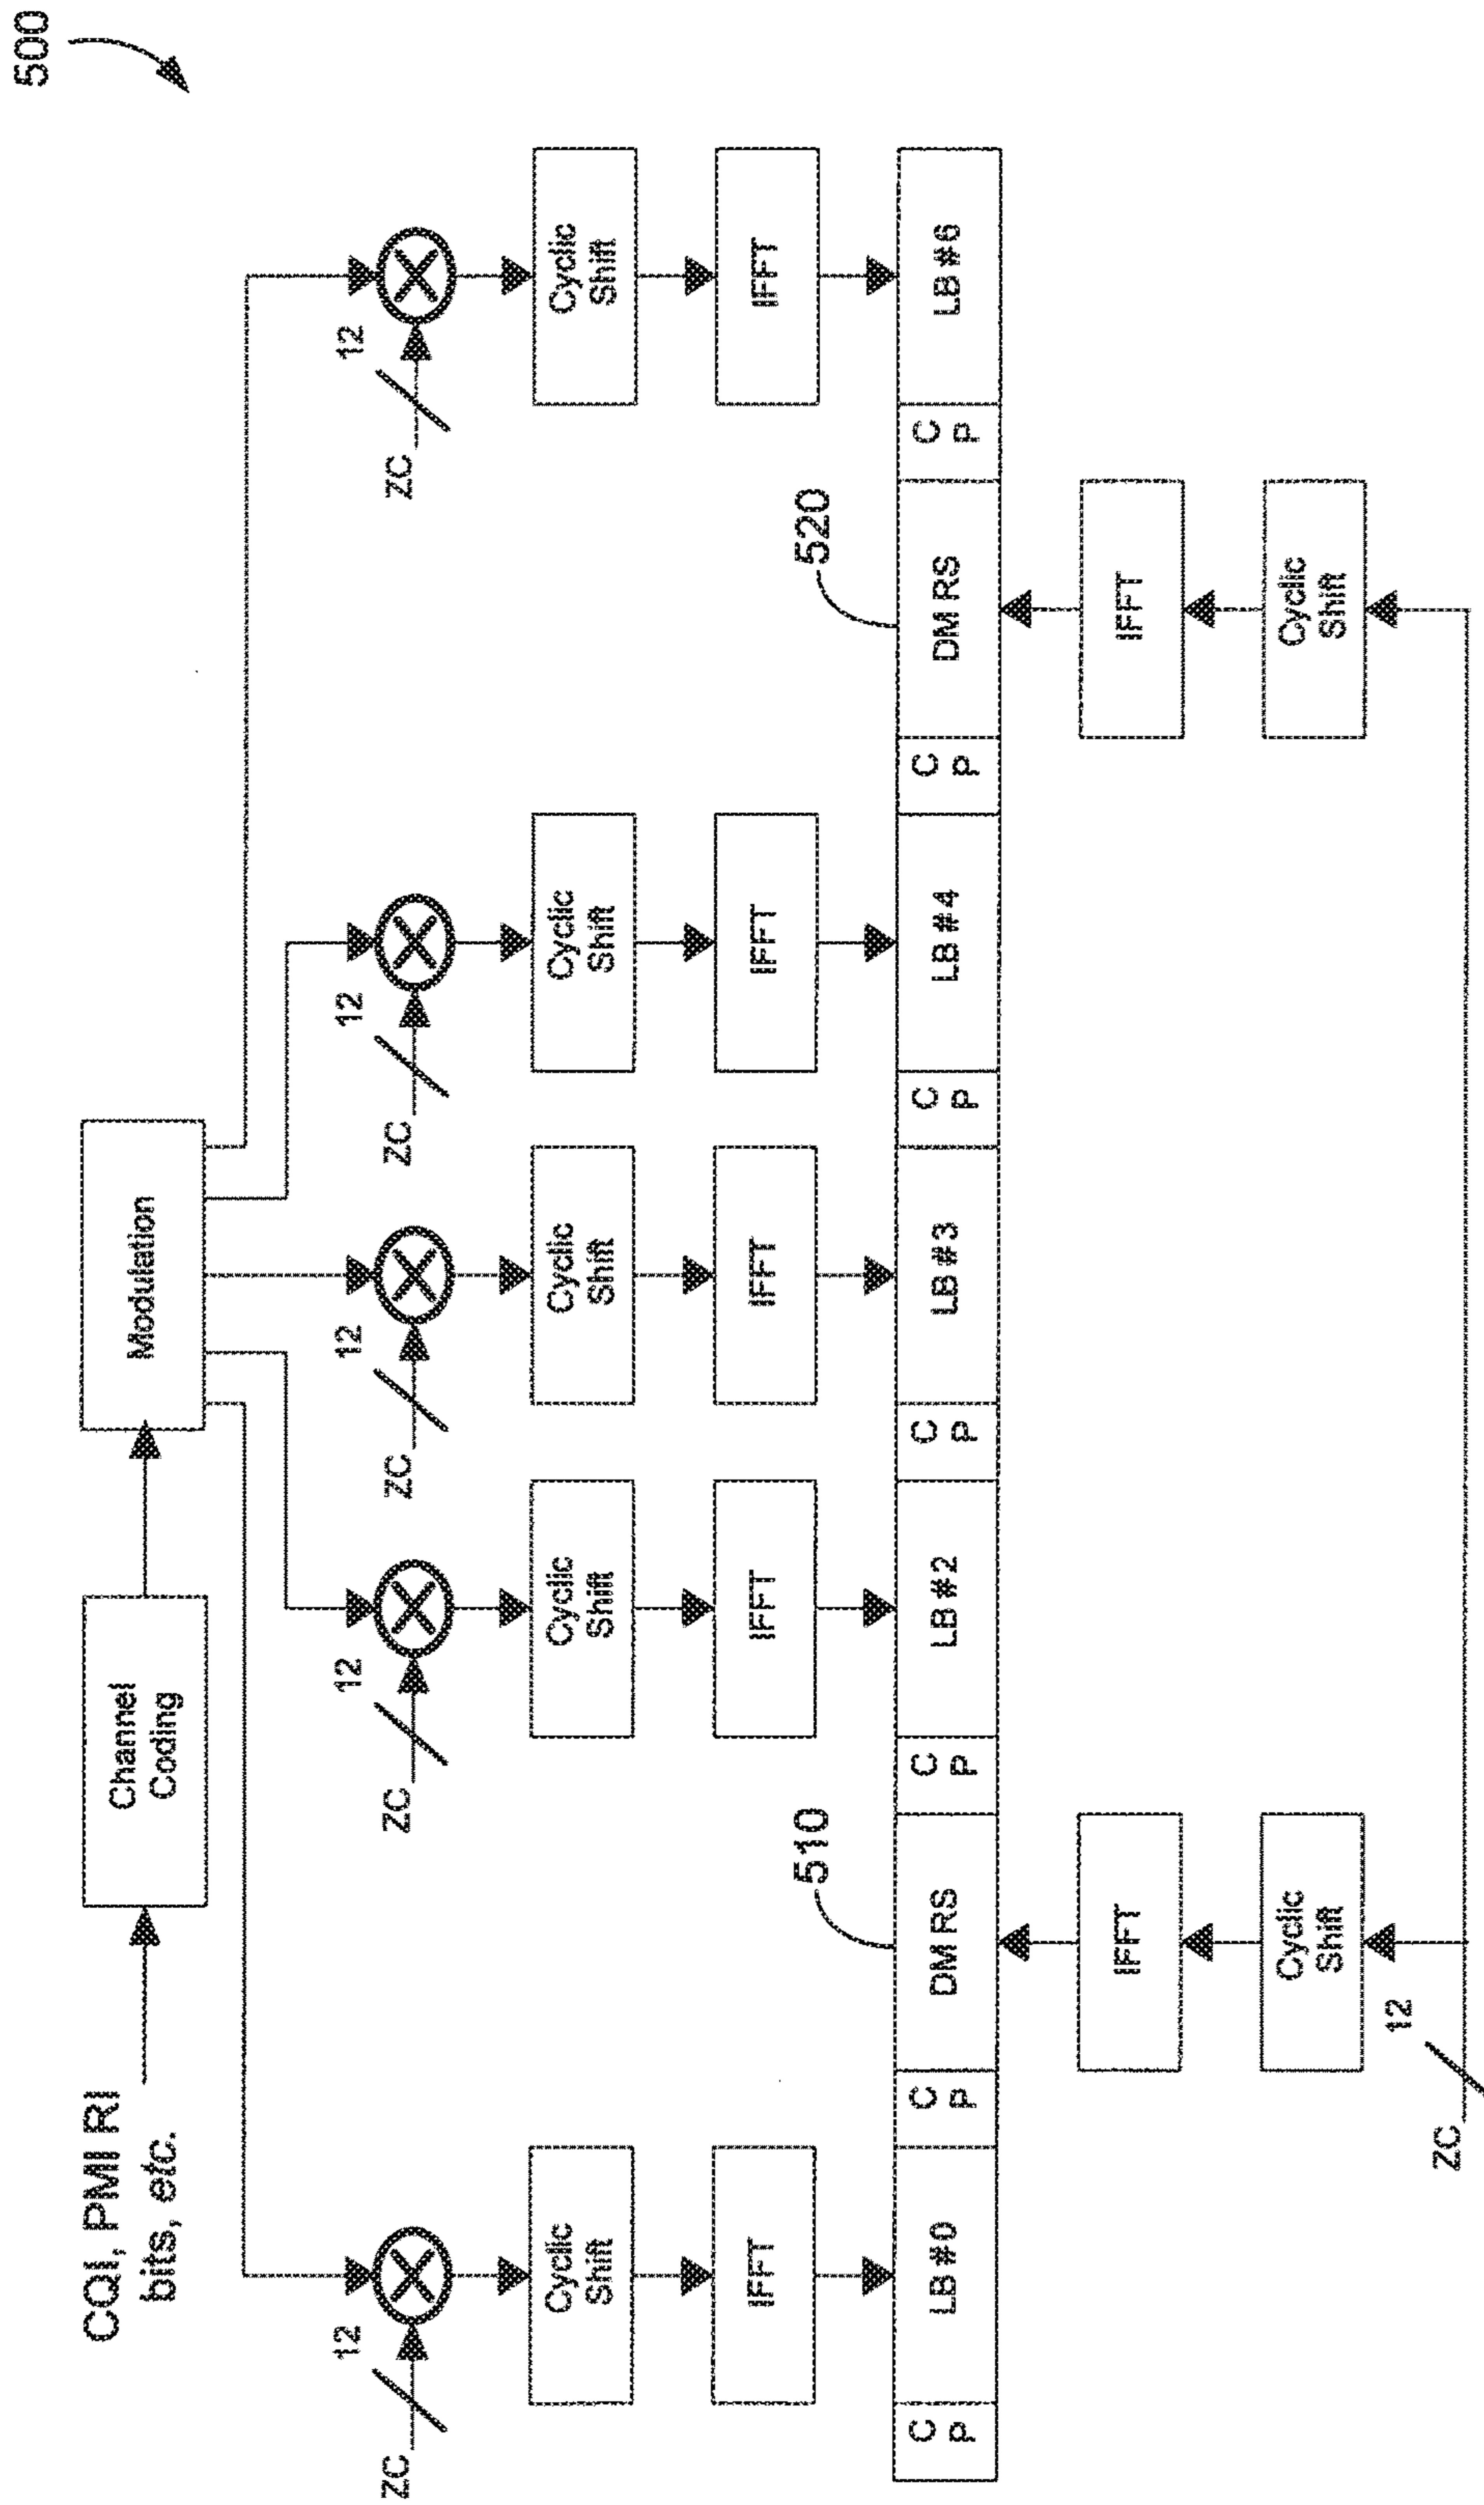 500
CQI, PMI RI
bits, etc.
Channel
Coding
Modulation
12
12
12
12
12
ZC
ZC
ZC
ZC
ZC
Cyclic
Shift
Cyclic
Shift
Cyclic
Shift
Cyclic
Shift
Cyclic
Shift
IFFT
IFFT
IFFT
IFFT
IFFT
510
520
C
P
LB #0
C
P
DM RS
C
P
LB #2
C
P
LB #3
C
P
LB #4
C
P
DM RS
C
P
LB #6
IFFT
IFFT
Cyclic
Shift
Cyclic
Shift
12
ZC